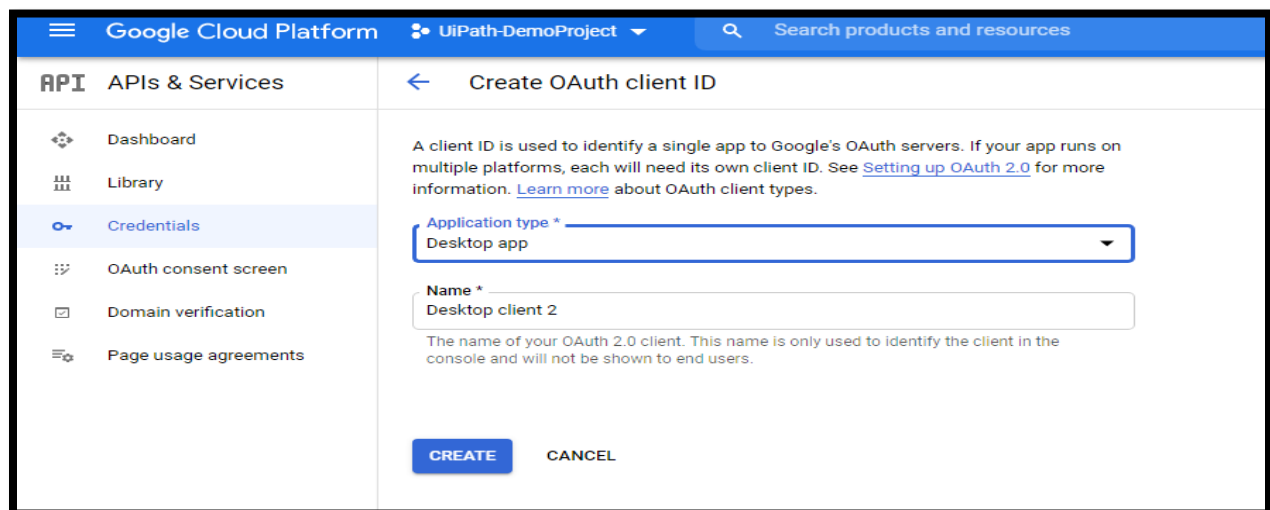 Google Cloud Platform UiPath-DemoProject Search products and resources
API APIs & Services
Create OAuth client ID
Dashboard
Library
Credentials
OAuth consent screen
Domain verification
Page usage agreements
A client ID is used to identify a single app to Google's OAuth servers. If your app runs on
multiple platforms, each will need its own client ID. See Setting up OAuth 2.0 for more
information. Learn more about OAuth client types.
Application type *
Desktop app
Name *
Desktop client 2
The name of your OAuth 2.0 client. This name is only used to identify the client in the
console and will not be shown to end users.
CREATE CANCEL